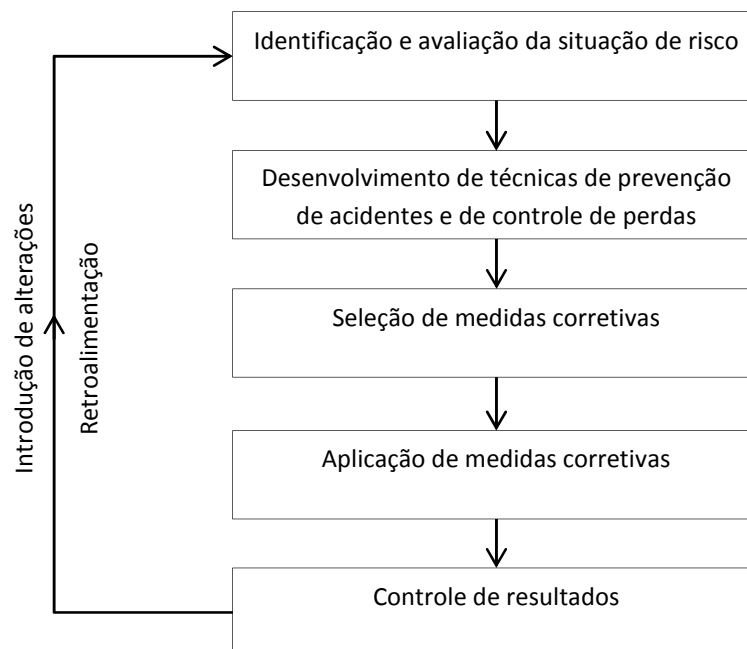 Identificação e avaliação da situação de risco
Desenvolvimento de técnicas de prevenção
de acidentes e de controle de perdas
Seleção de medidas corretivas
Aplicação de medidas corretivas
Controle de resultados
Introdução de alterações
Retroalimentação